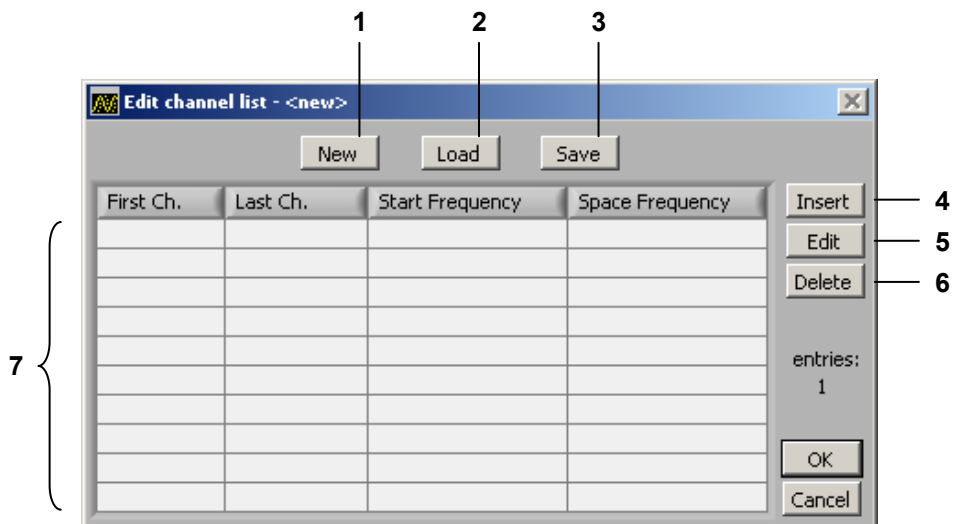 1 2 3
Edit channel list - <new>
New Load Save
First Ch. Last Ch. Start Frequency Space Frequency
Insert 4
Edit 5
Delete 6
7
entries:
1
OK
Cancel